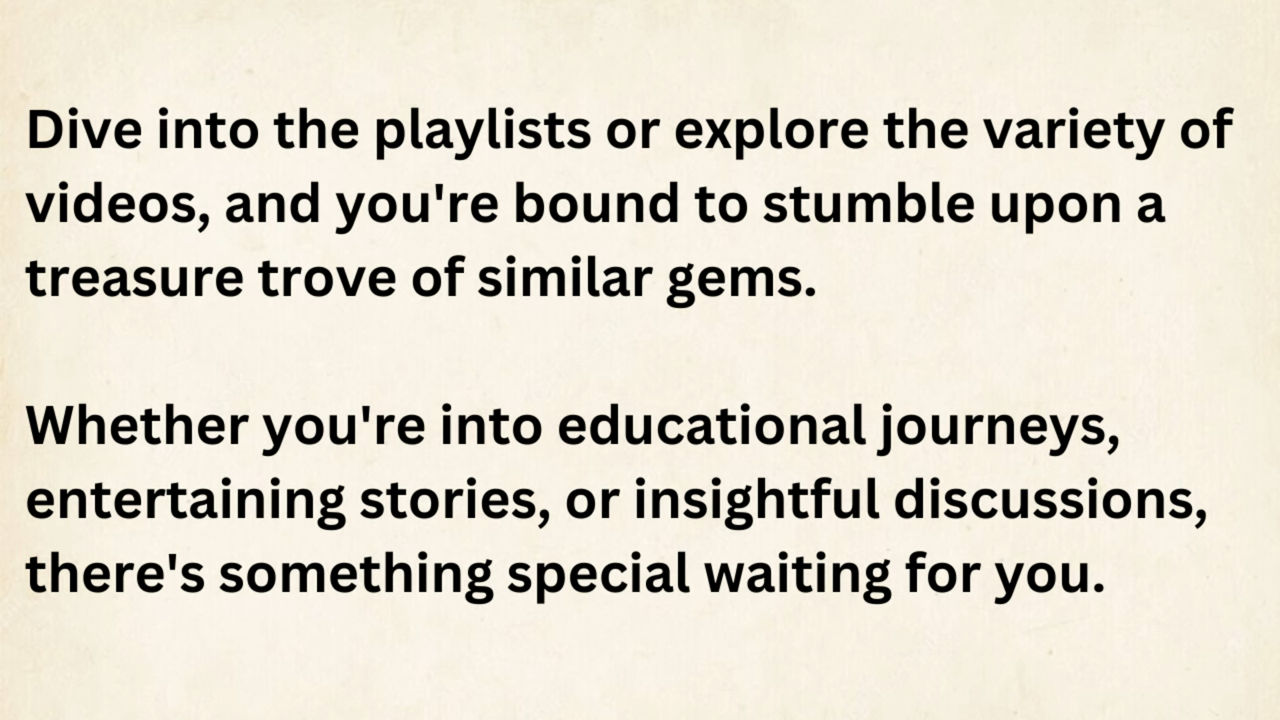 Dive into the playlists or explore the variety of
videos, and you're bound to stumble upon a
treasure trove of similar gems.
Whether you're into educational journeys,
entertaining stories, or insightful discussions,
there's something special waiting for you.